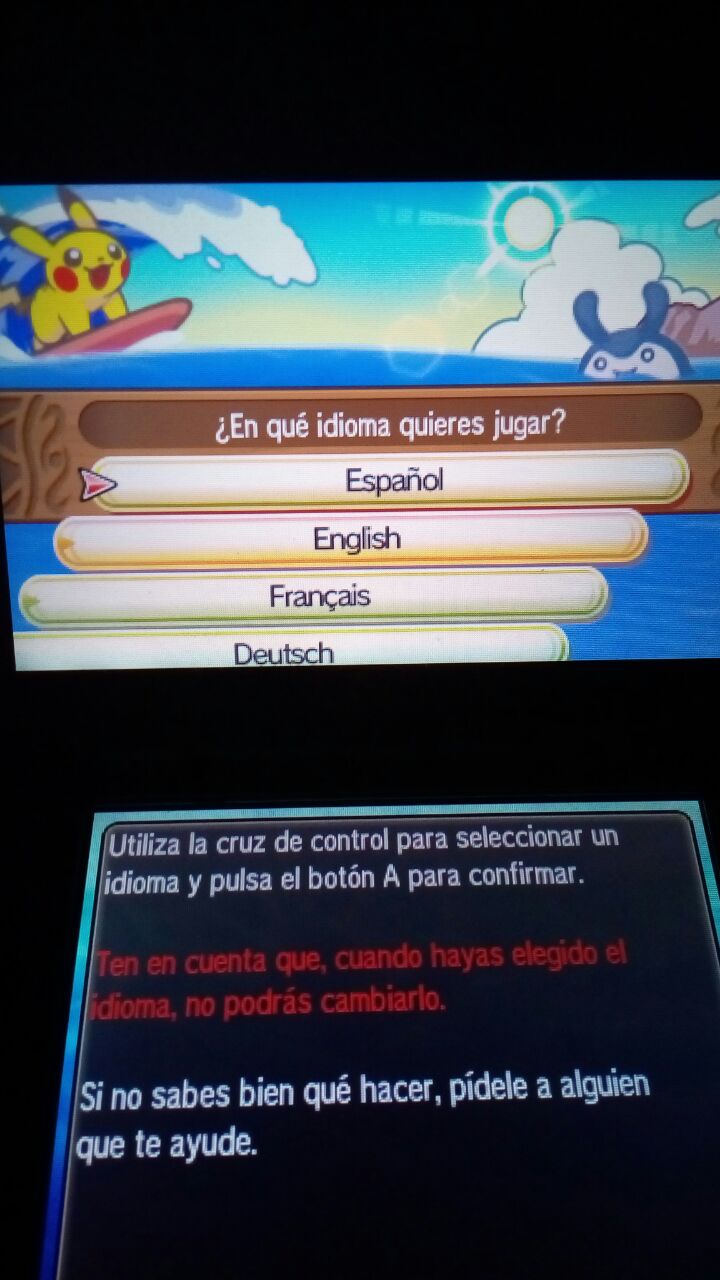 ¿En qué idioma quieres jugar?
Español
English
Français
Deutsch
Utiliza la cruz de control para seleccionar un
idioma y pulsa el botón A para confirmar.
Ten en cuenta que, cuando hayas elegido el
idioma, no podrás cambiarlo.
Si no sabes bien qué hacer, pídele a alguien
que te ayude.